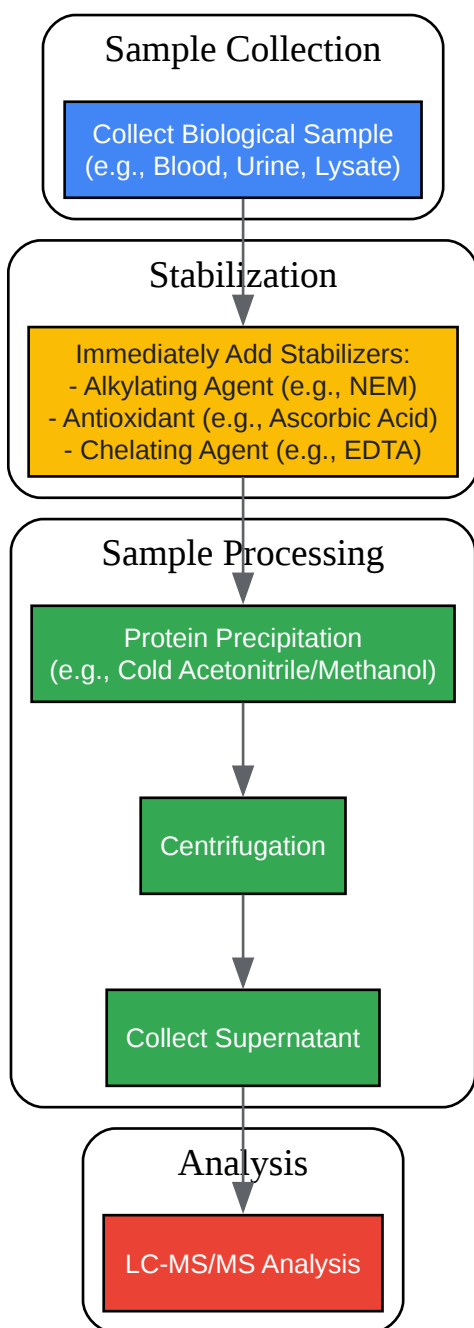 Sample Collection
Collect Biological Sample
(e.g., Blood, Urine, Lysate)
Stabilization
Immediately Add Stabilizers:
- Alkylating Agent (e.g., NEM)
- Antioxidant (e.g., Ascorbic Acid)
- Chelating Agent (e.g., EDTA)
Sample Processing
Protein Precipitation
(e.g., Cold Acetonitrile/Methanol)
Centrifugation
Collect Supernatant
Analysis
LC-MS/MS Analysis